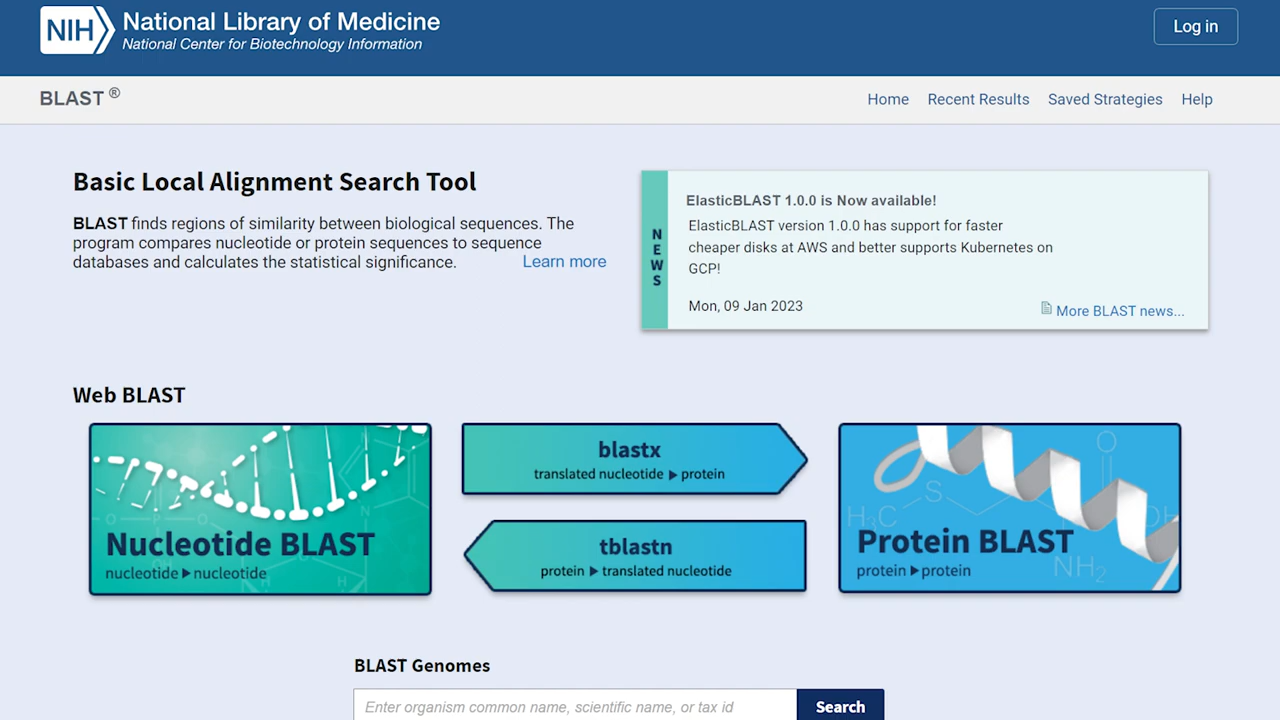 NIH
National Library of Medicine
National Center for Biotechnology Information
Log in
BLAST ®
Home
Recent Results
Saved Strategies
Help
Basic Local Alignment Search Tool
BLAST finds regions of similarity between biological sequences. The
program compares nucleotide or protein sequences to sequence
databases and calculates the statistical significance.
Learn more
NEWS
ElasticBLAST 1.0.0 is Now available!
ElasticBLAST version 1.0.0 has support for faster
cheaper disks at AWS and better supports Kubernetes on
GCP!
Mon, 09 Jan 2023
More BLAST news...
Web BLAST
Nucleotide BLAST
nucleotide ▶ nucleotide
blastx
translated nucleotide ▶ protein
tblastn
protein ▶ translated nucleotide
O
S
H₃C
OH
NH₂
Protein BLAST
protein ▶ protein
BLAST Genomes
Enter organism common name, scientific name, or tax id
Search